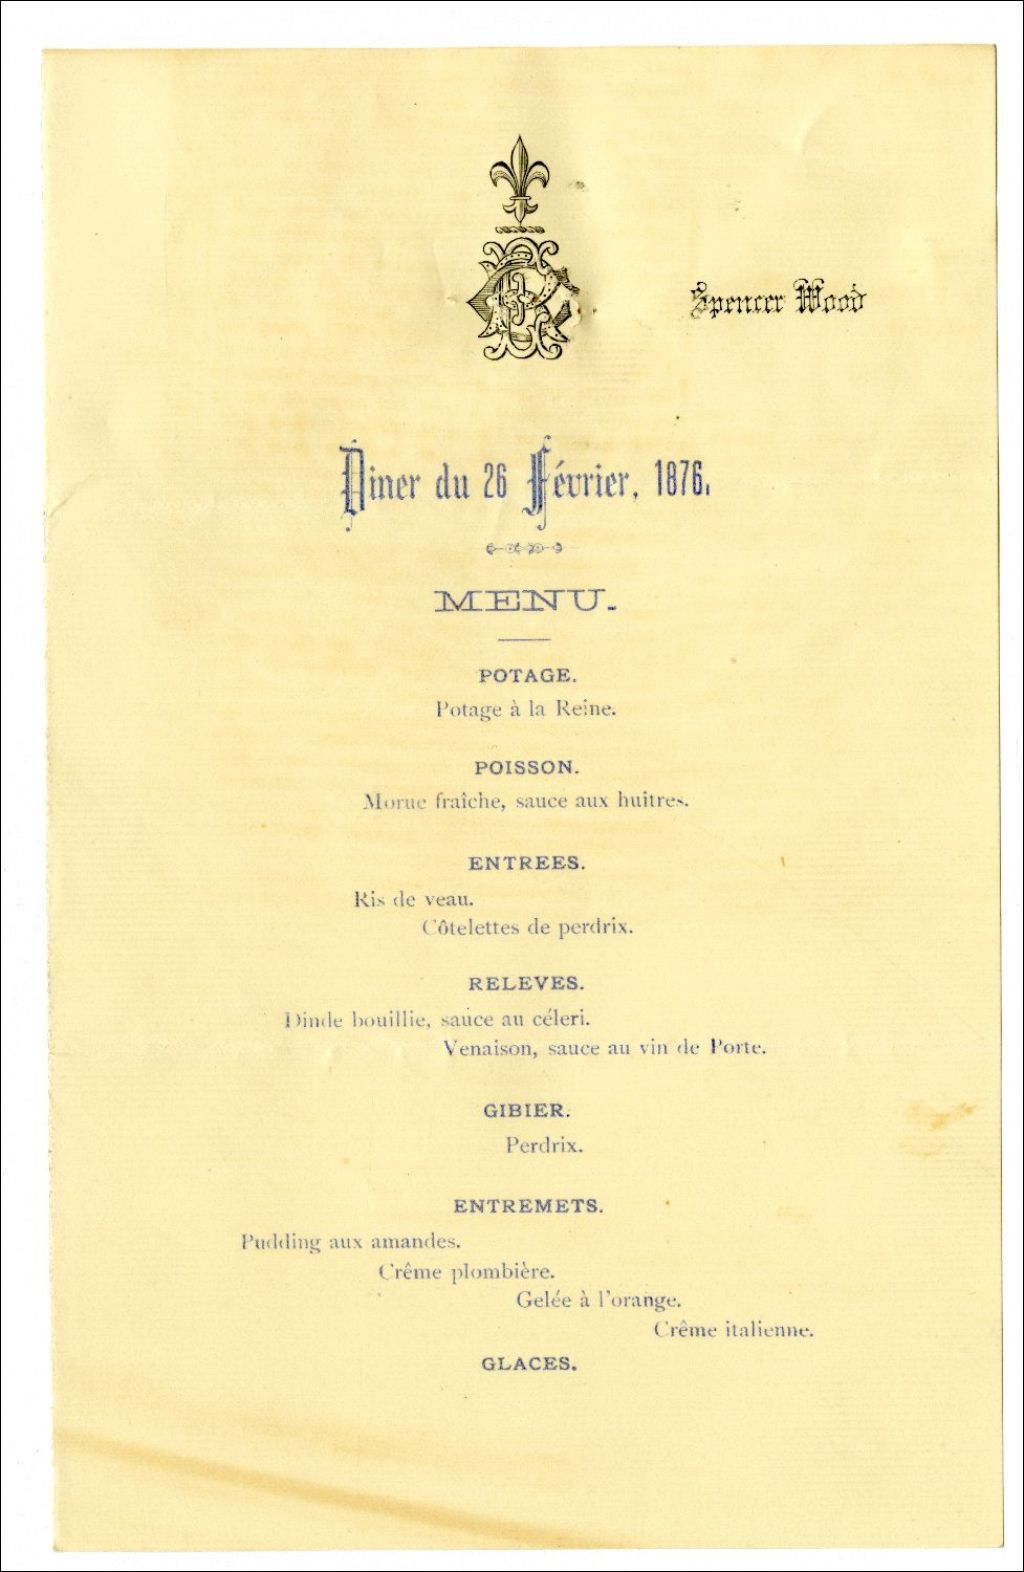 Spencer Wood
Diner du 26 Février, 1876.
MENU.
POTAGE.
Potage à la Reine.
POISSON.
Morue fraîche, sauce aux huîtres.
ENTREES.
Ris de veau.
Côtelettes de perdrix.
RELEVES.
Dinde bouillie, sauce au céleri.
Venaison, sauce au vin de Porte.
GIBIER.
Perdrix.
ENTREMETS.
Pudding aux amandes.
Crême plombière.
Gelée à l'orange.
Crême italienne.
GLACES.